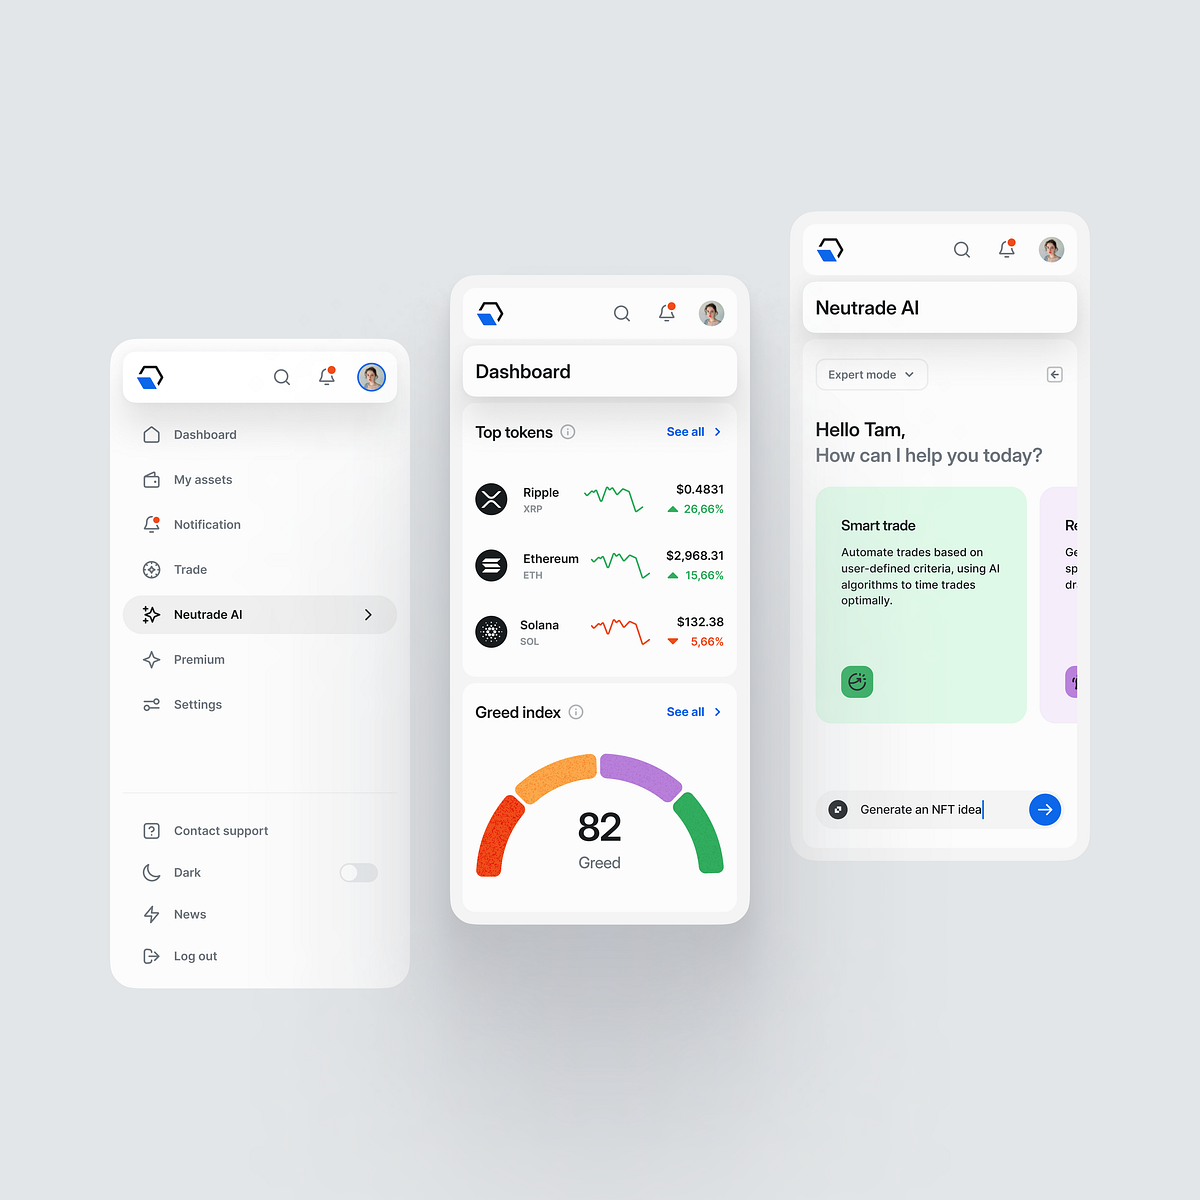 Dashboard
My assets
Notification
Trade
Neutrade AI
Premium
Settings
Contact support
Dark
News
Log out
Dashboard
Top tokens
See all
Ripple
XRP
$0.4831
26,66%
Ethereum
ETH
$2,968.31
15,66%
Solana
SOL
$132.38
5,66%
Greed index
See all
82
Greed
Neutrade AI
Expert mode
Hello Tam,
How can I help you today?
Smart trade
Automate trades based on
user-defined criteria, using AI
algorithms to time trades
optimally.
Re
Ge
sp
dr
Generate an NFT idea